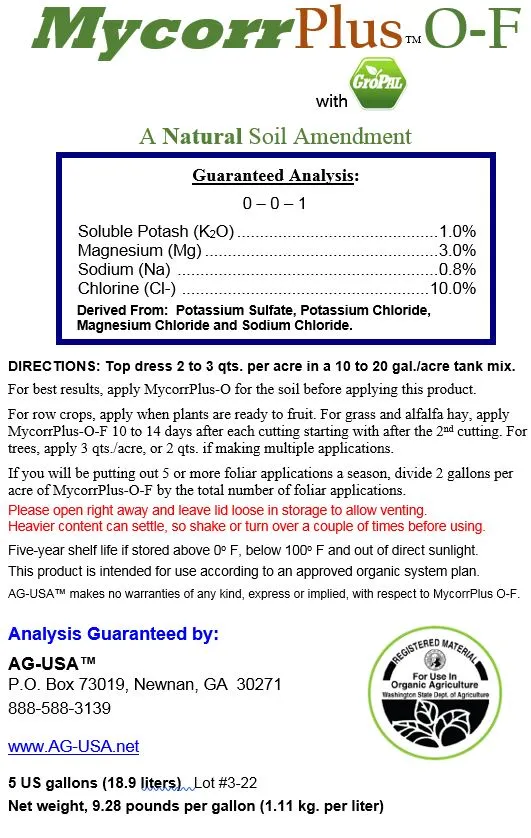 MycorrPlus™ O-F
with GroPAL
A Natural Soil Amendment
Guaranteed Analysis:
0 – 0 – 1
Soluble Potash (K2O)............................................1.0%
Magnesium (Mg)..................................................3.0%
Sodium (Na) .......................................................0.8%
Chlorine (Cl-) .....................................................10.0%
Derived From: Potassium Sulfate, Potassium Chloride,
Magnesium Chloride and Sodium Chloride.
DIRECTIONS: Top dress 2 to 3 qts. per acre in a 10 to 20 gal./acre tank mix.
For best results, apply MycorrPlus-O for the soil before applying this product.
For row crops, apply when plants are ready to fruit. For grass and alfalfa hay, apply
MycorrPlus-O-F 10 to 14 days after each cutting starting with after the 2nd cutting. For
trees, apply 3 qts./acre, or 2 qts. if making multiple applications.
If you will be putting out 5 or more foliar applications a season, divide 2 gallons per
acre of MycorrPlus-O-F by the total number of foliar applications.
Please open right away and leave lid loose in storage to allow venting.
Heavier content can settle, so shake or turn over a couple of times before using.
Five-year shelf life if stored above 0º F, below 100º F and out of direct sunlight.
This product is intended for use according to an approved organic system plan.
AG-USA™ makes no warranties of any kind, express or implied, with respect to MycorrPlus O-F.
Analysis Guaranteed by:
AG-USA™
P.O. Box 73019, Newnan, GA 30271
888-588-3139
www.AG-USA.net
REGISTERED MATERIAL
For Use In
Organic Agriculture
Washington State Dept. of Agriculture
5 US gallons (18.9 liters) Lot #3-22
Net weight, 9.28 pounds per gallon (1.11 kg. per liter)